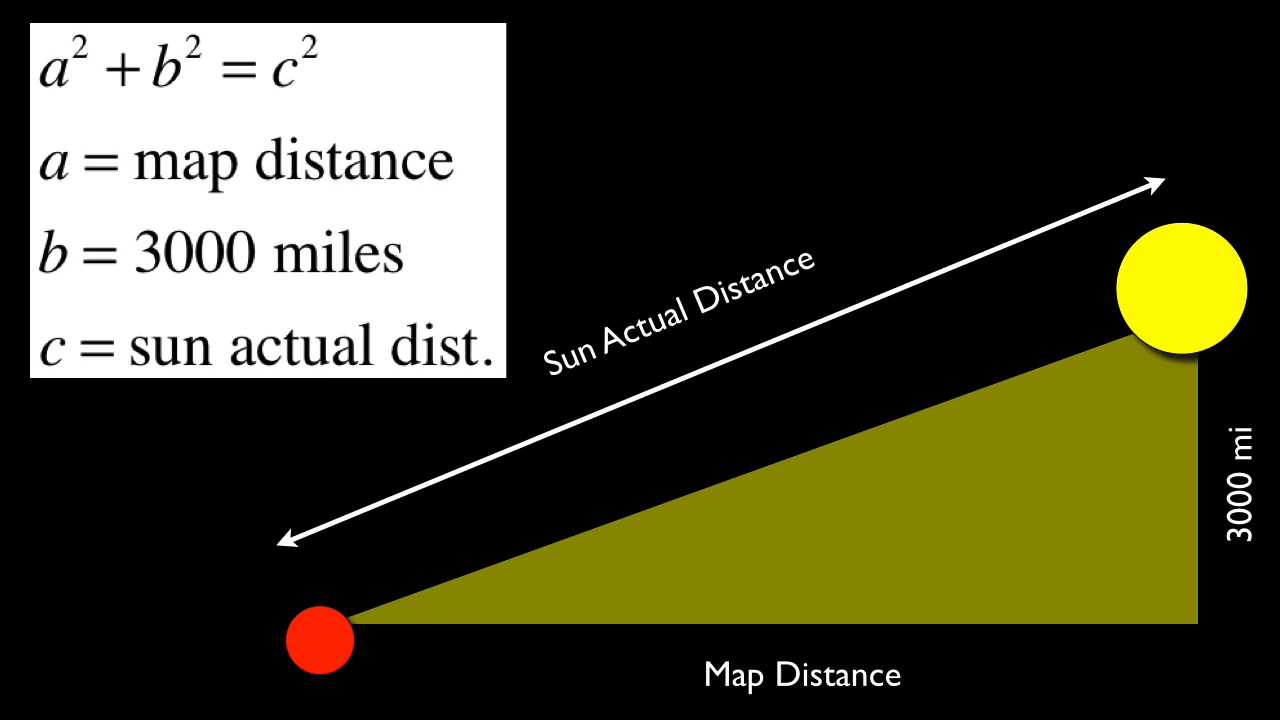 a² + b² = c²
a = map distance
b = 3000 miles
c = sun actual dist.
Sun Actual Distance
3000 mi
Map Distance